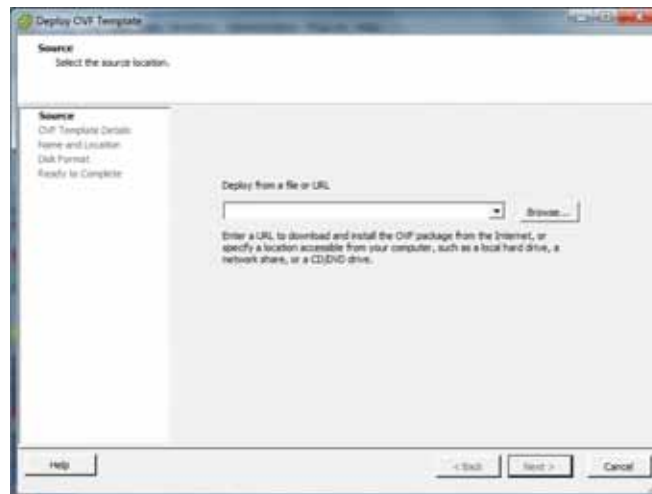 Deploy OVF Template
Source
Select the source location.
Source
OVF Template Details
Name and Location
Disk Format
Ready to Complete
Deploy from a file or URL
Browse...
Enter a URL to download and install the OVF package from the Internet, or
specify a location accessible from your computer, such as a local hard drive, a
network share, or a CD/DVD drive.
Help
< Back
Next >
Cancel